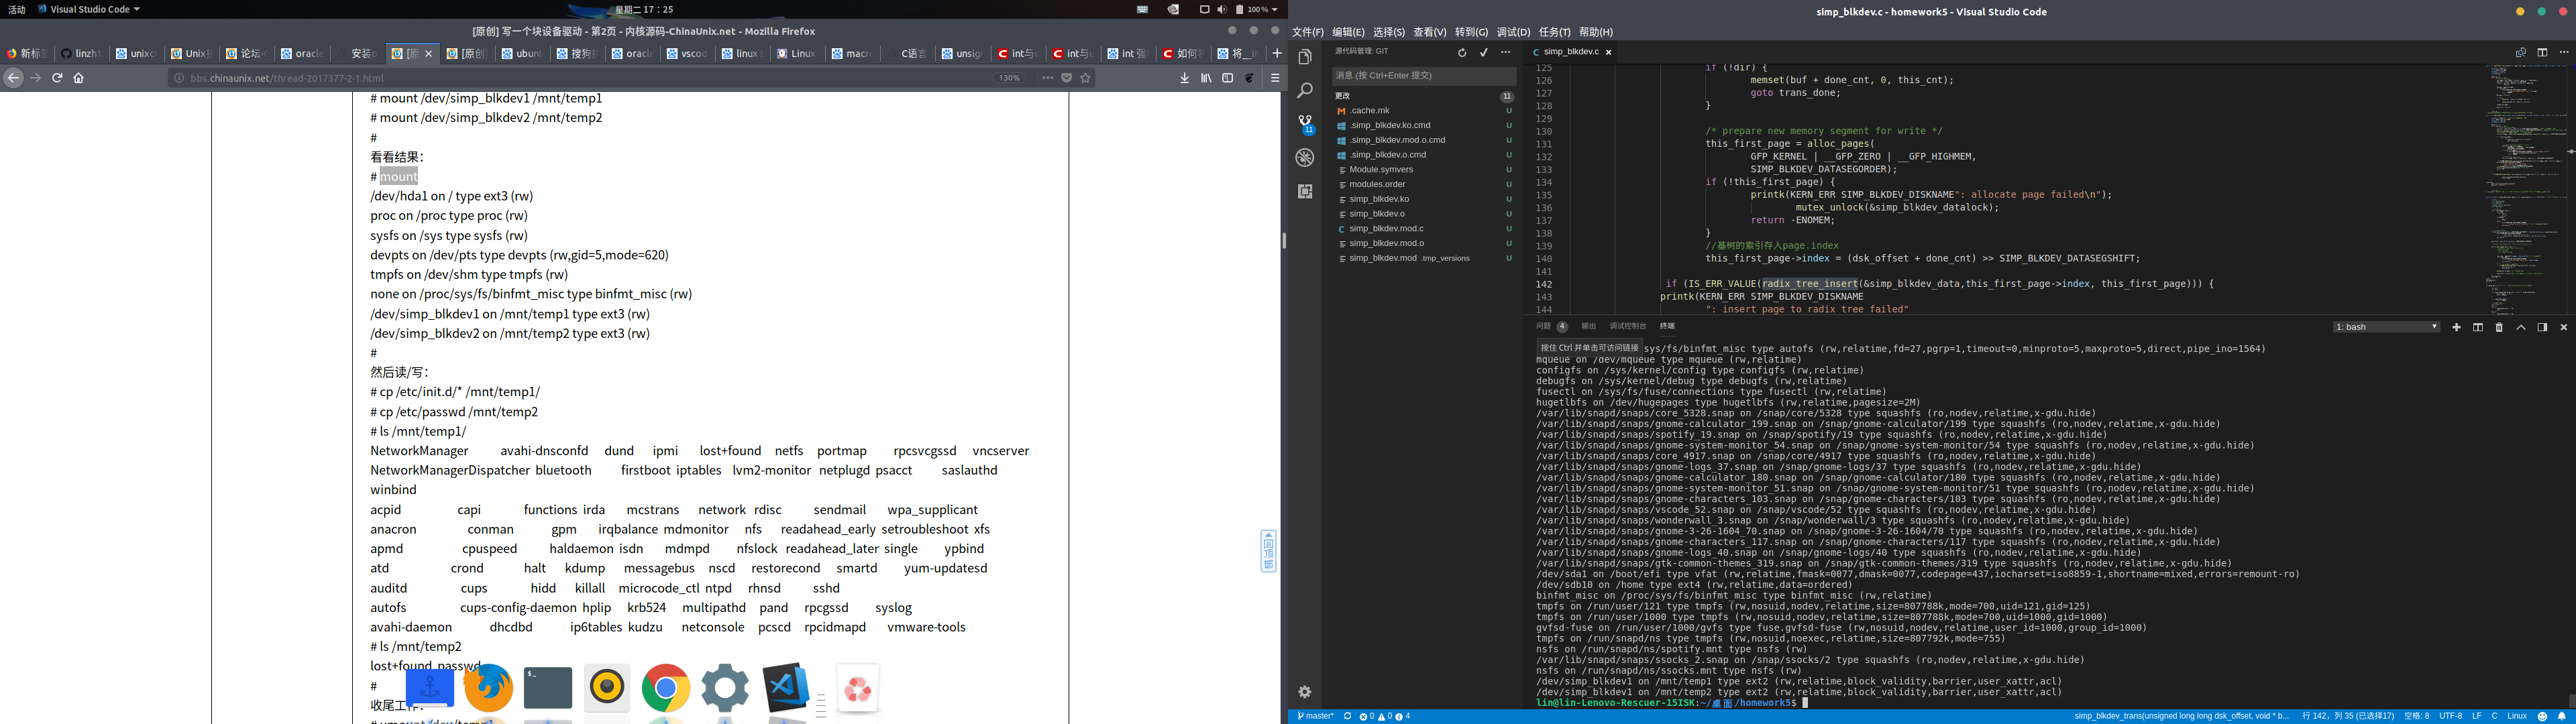 活动 Visual Studio Code 星期二 17：25 100 %
[原创] 写一个块设备驱动 - 第2页 - 内核源码-ChinaUnix.net - Mozilla Firefox
新标签 linzh1 unixch Unix技 论坛-C oracle 安装o [原 [原创] ubunt 搜狗拼 oracle vscod linux Linux macro C语言 unsig int与u int与u int 强 如何将 将__in
bbs.chinaunix.net/thread-2017377-2-1.html 130%
# mount /dev/simp_blkdev1 /mnt/temp1
# mount /dev/simp_blkdev2 /mnt/temp2
#
看看结果：
# mount
/dev/hda1 on / type ext3 (rw)
proc on /proc type proc (rw)
sysfs on /sys type sysfs (rw)
devpts on /dev/pts type devpts (rw,gid=5,mode=620)
tmpfs on /dev/shm type tmpfs (rw)
none on /proc/sys/fs/binfmt_misc type binfmt_misc (rw)
/dev/simp_blkdev1 on /mnt/temp1 type ext3 (rw)
/dev/simp_blkdev2 on /mnt/temp2 type ext3 (rw)
#
然后读/写：
# cp /etc/init.d/* /mnt/temp1/
# cp /etc/passwd /mnt/temp2
# ls /mnt/temp1/
NetworkManager avahi-dnsconfd dund ipmi lost+found netfs portmap rpcsvcgssd vncserver
NetworkManagerDispatcher bluetooth firstboot iptables lvm2-monitor netplugd psacct saslauthd
winbind
acpid capi functions irda mcstrans network rdisc sendmail wpa_supplicant
anacron conman gpm irqbalance mdmonitor nfs readahead_early setroubleshoot xfs
apmd cpuspeed haldaemon isdn mdmpd nfslock readahead_later single ypbind
atd crond halt kdump messagebus nscd restorecond smartd yum-updatesd
auditd cups hidd killall microcode_ctl ntpd rhnsd sshd
autofs cups-config-daemon hplip krb524 multipathd pand rpcgssd syslog
avahi-daemon dhcdbd ip6tables kudzu netconsole pcscd rpcidmapd vmware-tools
# ls /mnt/temp2
lost+found passwd
#
收尾工作：
# umount /dev/temp1
回顶部
simp_blkdev.c - homework5 - Visual Studio Code
文件(F) 编辑(E) 选择(S) 查看(V) 转到(G) 调试(D) 任务(T) 帮助(H)
源代码管理: GIT
消息 (按 Ctrl+Enter 提交)
更改 11
.cache.mk U
.simp_blkdev.ko.cmd U
.simp_blkdev.mod.o.cmd U
.simp_blkdev.o.cmd U
Module.symvers U
modules.order U
simp_blkdev.ko U
simp_blkdev.o U
simp_blkdev.mod.c U
simp_blkdev.mod.o U
simp_blkdev.mod .tmp_versions U
11
simp_blkdev.c
125 if (!dir) {
126 memset(buf + done_cnt, 0, this_cnt);
127 goto trans_done;
128 }
129
130 /* prepare new memory segment for write */
131 this_first_page = alloc_pages(
132 GFP_KERNEL | __GFP_ZERO | __GFP_HIGHMEM,
133 SIMP_BLKDEV_DATASEGORDER);
134 if (!this_first_page) {
135 printk(KERN_ERR SIMP_BLKDEV_DISKNAME": allocate page failed\n");
136 mutex_unlock(&simp_blkdev_datalock);
137 return -ENOMEM;
138 }
139 //基树的索引存入page.index
140 this_first_page->index = (dsk_offset + done_cnt) >> SIMP_BLKDEV_DATASEGSHIFT;
141
142 if (IS_ERR_VALUE(radix_tree_insert(&simp_blkdev_data,this_first_page->index, this_first_page))) {
143 printk(KERN_ERR SIMP_BLKDEV_DISKNAME
144 ": insert page to radix tree failed"
问题 4 输出 调试控制台 终端 1: bash
按住 Ctrl 并单击可访问链接
sys/fs/binfmt_misc type autofs (rw,relatime,fd=27,pgrp=1,timeout=0,minproto=5,maxproto=5,direct,pipe_ino=1564)
mqueue on /dev/mqueue type mqueue (rw,relatime)
configfs on /sys/kernel/config type configfs (rw,relatime)
debugfs on /sys/kernel/debug type debugfs (rw,relatime)
fusectl on /sys/fs/fuse/connections type fusectl (rw,relatime)
hugetlbfs on /dev/hugepages type hugetlbfs (rw,relatime,pagesize=2M)
/var/lib/snapd/snaps/core_5328.snap on /snap/core/5328 type squashfs (ro,nodev,relatime,x-gdu.hide)
/var/lib/snapd/snaps/gnome-calculator_199.snap on /snap/gnome-calculator/199 type squashfs (ro,nodev,relatime,x-gdu.hide)
/var/lib/snapd/snaps/spotify_19.snap on /snap/spotify/19 type squashfs (ro,nodev,relatime,x-gdu.hide)
/var/lib/snapd/snaps/gnome-system-monitor_54.snap on /snap/gnome-system-monitor/54 type squashfs (ro,nodev,relatime,x-gdu.hide)
/var/lib/snapd/snaps/core_4917.snap on /snap/core/4917 type squashfs (ro,nodev,relatime,x-gdu.hide)
/var/lib/snapd/snaps/gnome-logs_37.snap on /snap/gnome-logs/37 type squashfs (ro,nodev,relatime,x-gdu.hide)
/var/lib/snapd/snaps/gnome-calculator_180.snap on /snap/gnome-calculator/180 type squashfs (ro,nodev,relatime,x-gdu.hide)
/var/lib/snapd/snaps/gnome-system-monitor_51.snap on /snap/gnome-system-monitor/51 type squashfs (ro,nodev,relatime,x-gdu.hide)
/var/lib/snapd/snaps/gnome-characters_103.snap on /snap/gnome-characters/103 type squashfs (ro,nodev,relatime,x-gdu.hide)
/var/lib/snapd/snaps/vscode_52.snap on /snap/vscode/52 type squashfs (ro,nodev,relatime,x-gdu.hide)
/var/lib/snapd/snaps/wonderwall_3.snap on /snap/wonderwall/3 type squashfs (ro,nodev,relatime,x-gdu.hide)
/var/lib/snapd/snaps/gnome-3-26-1604_70.snap on /snap/gnome-3-26-1604/70 type squashfs (ro,nodev,relatime,x-gdu.hide)
/var/lib/snapd/snaps/gnome-characters_117.snap on /snap/gnome-characters/117 type squashfs (ro,nodev,relatime,x-gdu.hide)
/var/lib/snapd/snaps/gnome-logs_40.snap on /snap/gnome-logs/40 type squashfs (ro,nodev,relatime,x-gdu.hide)
/var/lib/snapd/snaps/gtk-common-themes_319.snap on /snap/gtk-common-themes/319 type squashfs (ro,nodev,relatime,x-gdu.hide)
/dev/sda1 on /boot/efi type vfat (rw,relatime,fmask=0077,dmask=0077,codepage=437,iocharset=iso8859-1,shortname=mixed,errors=remount-ro)
/dev/sdb10 on /home type ext4 (rw,relatime,data=ordered)
binfmt_misc on /proc/sys/fs/binfmt_misc type binfmt_misc (rw,relatime)
tmpfs on /run/user/121 type tmpfs (rw,nosuid,nodev,relatime,size=807788k,mode=700,uid=121,gid=125)
tmpfs on /run/user/1000 type tmpfs (rw,nosuid,nodev,relatime,size=807788k,mode=700,uid=1000,gid=1000)
gvfsd-fuse on /run/user/1000/gvfs type fuse.gvfsd-fuse (rw,nosuid,nodev,relatime,user_id=1000,group_id=1000)
tmpfs on /run/snapd/ns type tmpfs (rw,nosuid,noexec,relatime,size=807792k,mode=755)
nsfs on /run/snapd/ns/spotify.mnt type nsfs (rw)
/var/lib/snapd/snaps/ssocks_2.snap on /snap/ssocks/2 type squashfs (ro,nodev,relatime,x-gdu.hide)
nsfs on /run/snapd/ns/ssocks.mnt type nsfs (rw)
/dev/simp_blkdev1 on /mnt/temp1 type ext2 (rw,relatime,block_validity,barrier,user_xattr,acl)
/dev/simp_blkdev1 on /mnt/temp2 type ext2 (rw,relatime,block_validity,barrier,user_xattr,acl)
lin@lin-Lenovo-Rescuer-15ISK:~/桌面/homework5$
master* 0 0 4 simp_blkdev_trans(unsigned long long dsk_offset, void * b... 行 142，列 35 (已选择17) 空格: 8 UTF-8 LF C Linux